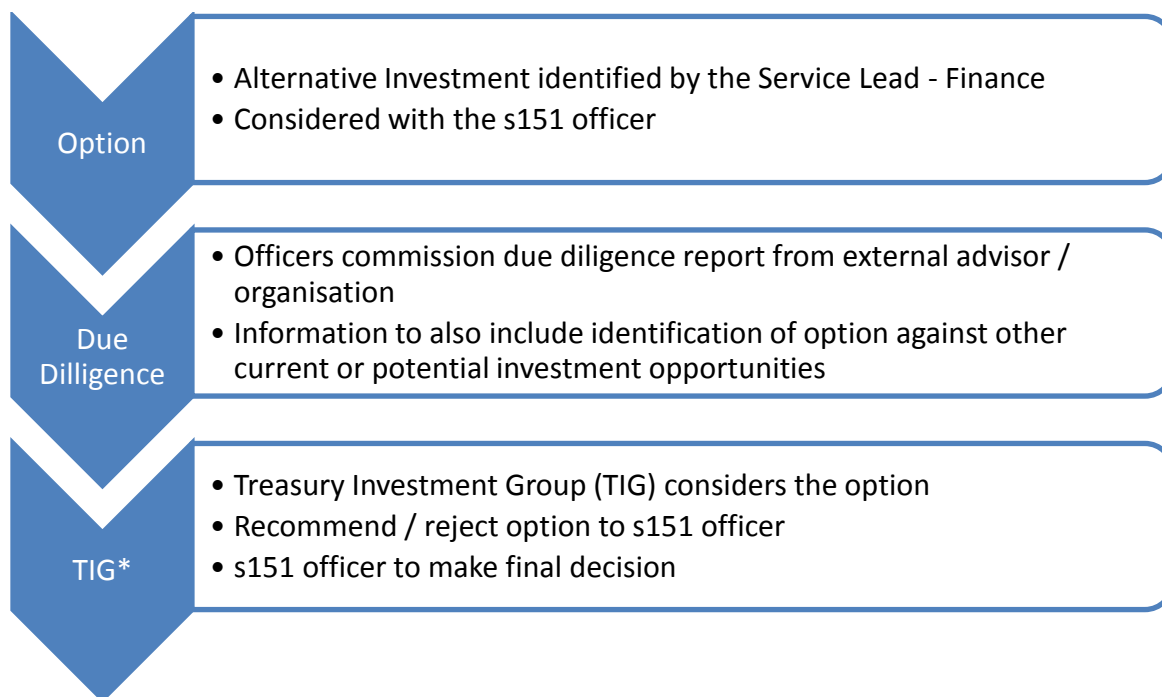 Option
• Alternative Investment identified by the Service Lead - Finance
• Considered with the s151 officer
Due
Dilligence
• Officers commission due diligence report from external advisor /
organisation
• Information to also include identification of option against other
current or potential investment opportunities
TIG*
• Treasury Investment Group (TIG) considers the option
• Recommend / reject option to s151 officer
• s151 officer to make final decision